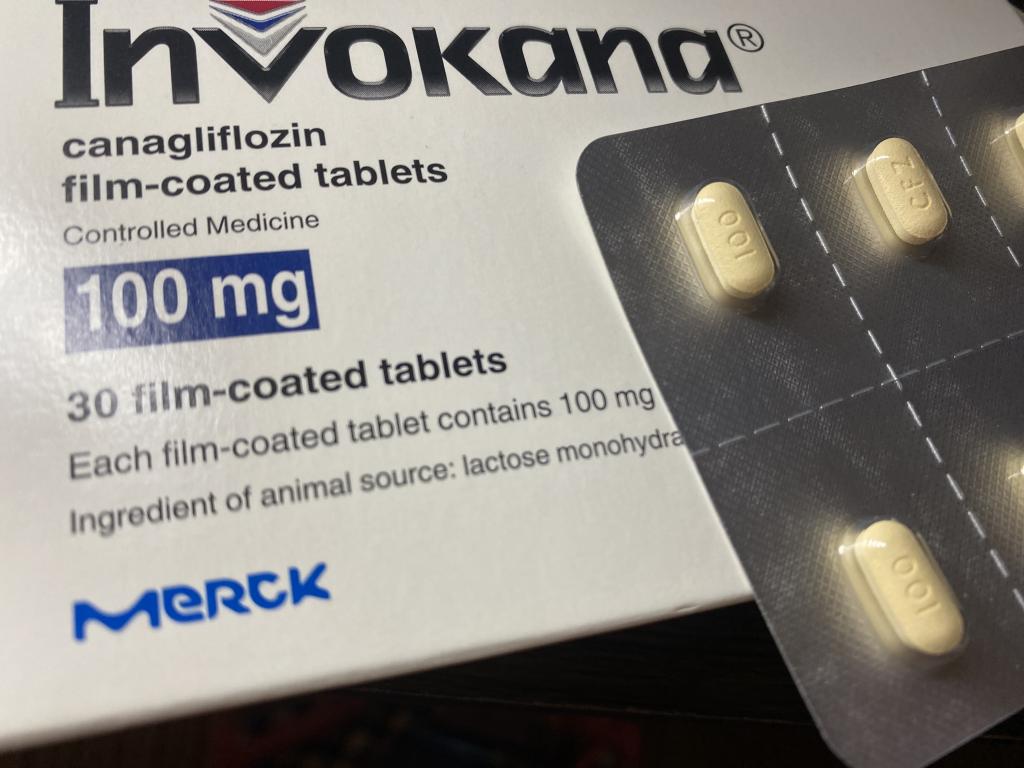 Invokana®
canagliflozin
film-coated tablets
Controlled Medicine
100 mg
30 film-coated tablets
Each film-coated tablet contains 100 mg
Ingredient of animal source: lactose
MERCK
100
CFZ
100